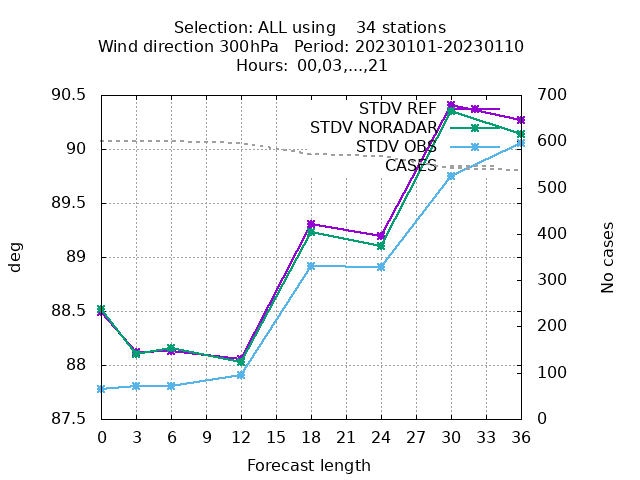 Selection: ALL using    34 stations
Wind direction 300hPa   Period: 20230101-20230110
Hours: 00,03,...,21
STDV REF
STDV NORADAR
STDV OBS
CASES
90.5
90
89.5
89
88.5
88
87.5
deg
700
600
500
400
300
200
100
0
No cases
0 3 6 9 12 15 18 21 24 27 30 33 36
Forecast length